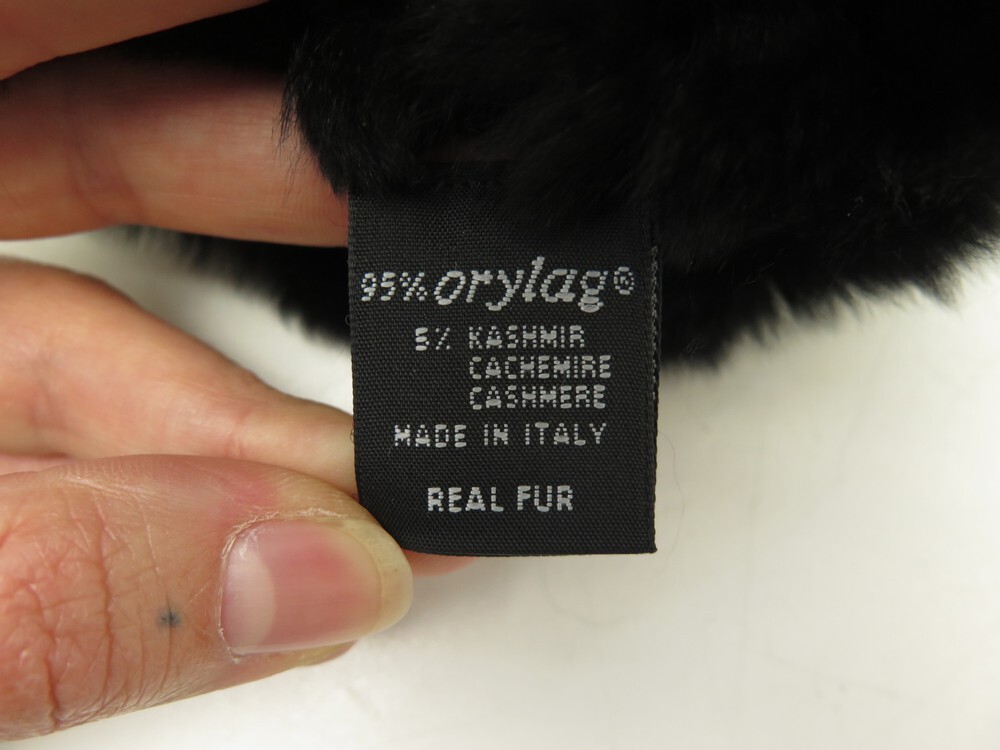 95% orylag®
5% KASHMIR
CACHEMIRE
CASHMERE
MADE IN ITALY
REAL FUR